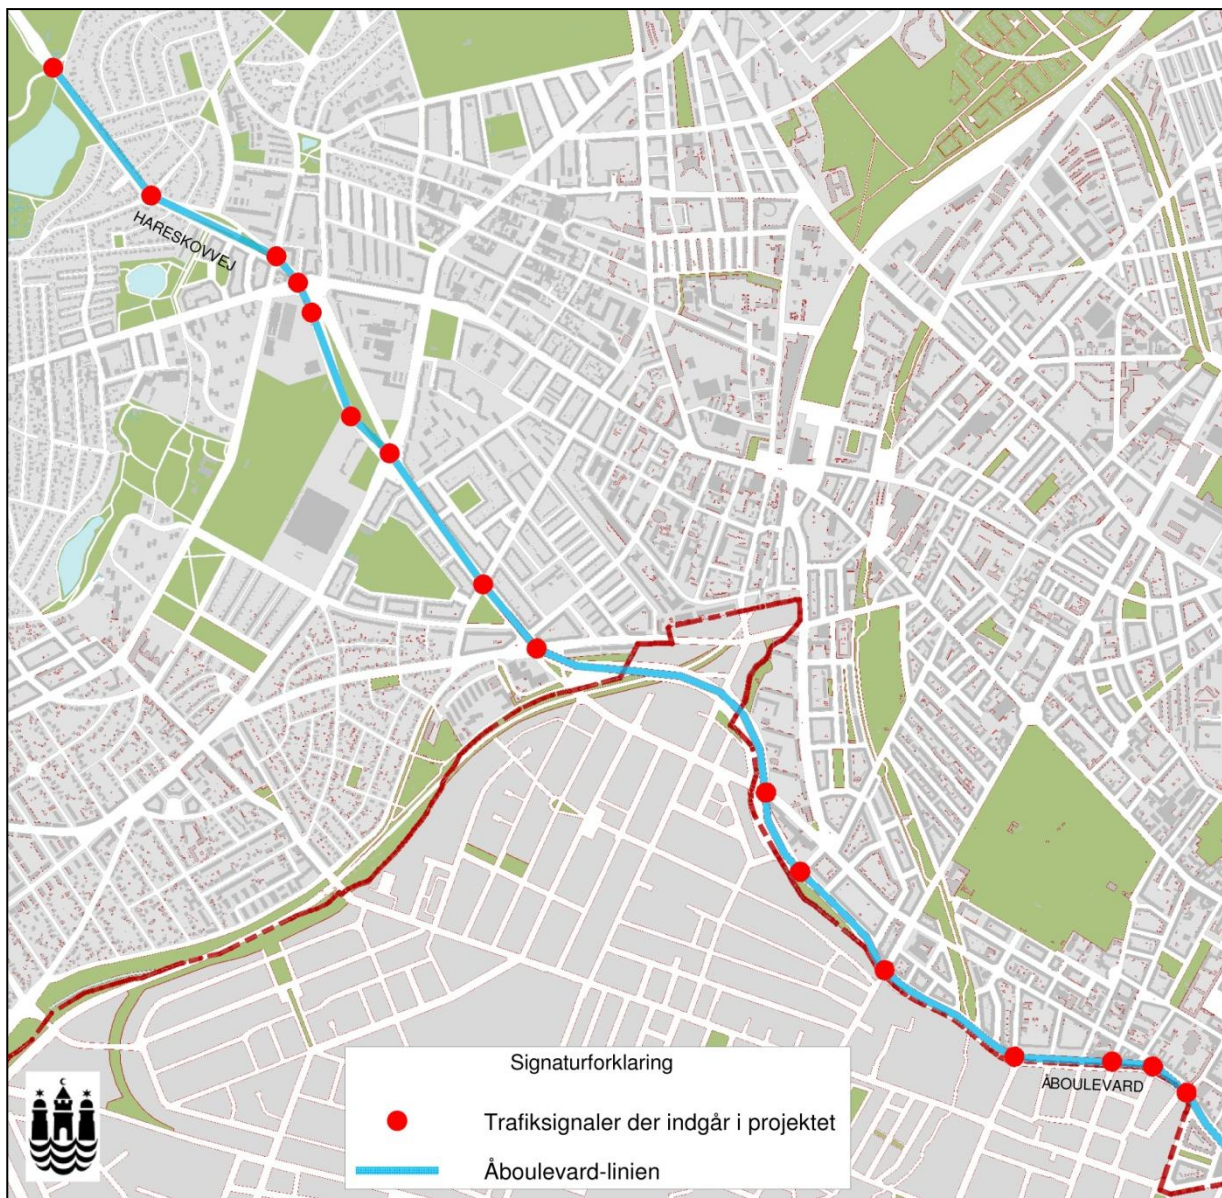 HARESKOVVEJ
ÅBOULEVARD
Signaturforklaring
Trafiksignaler der indgår i projektet
Åboulevard-linien